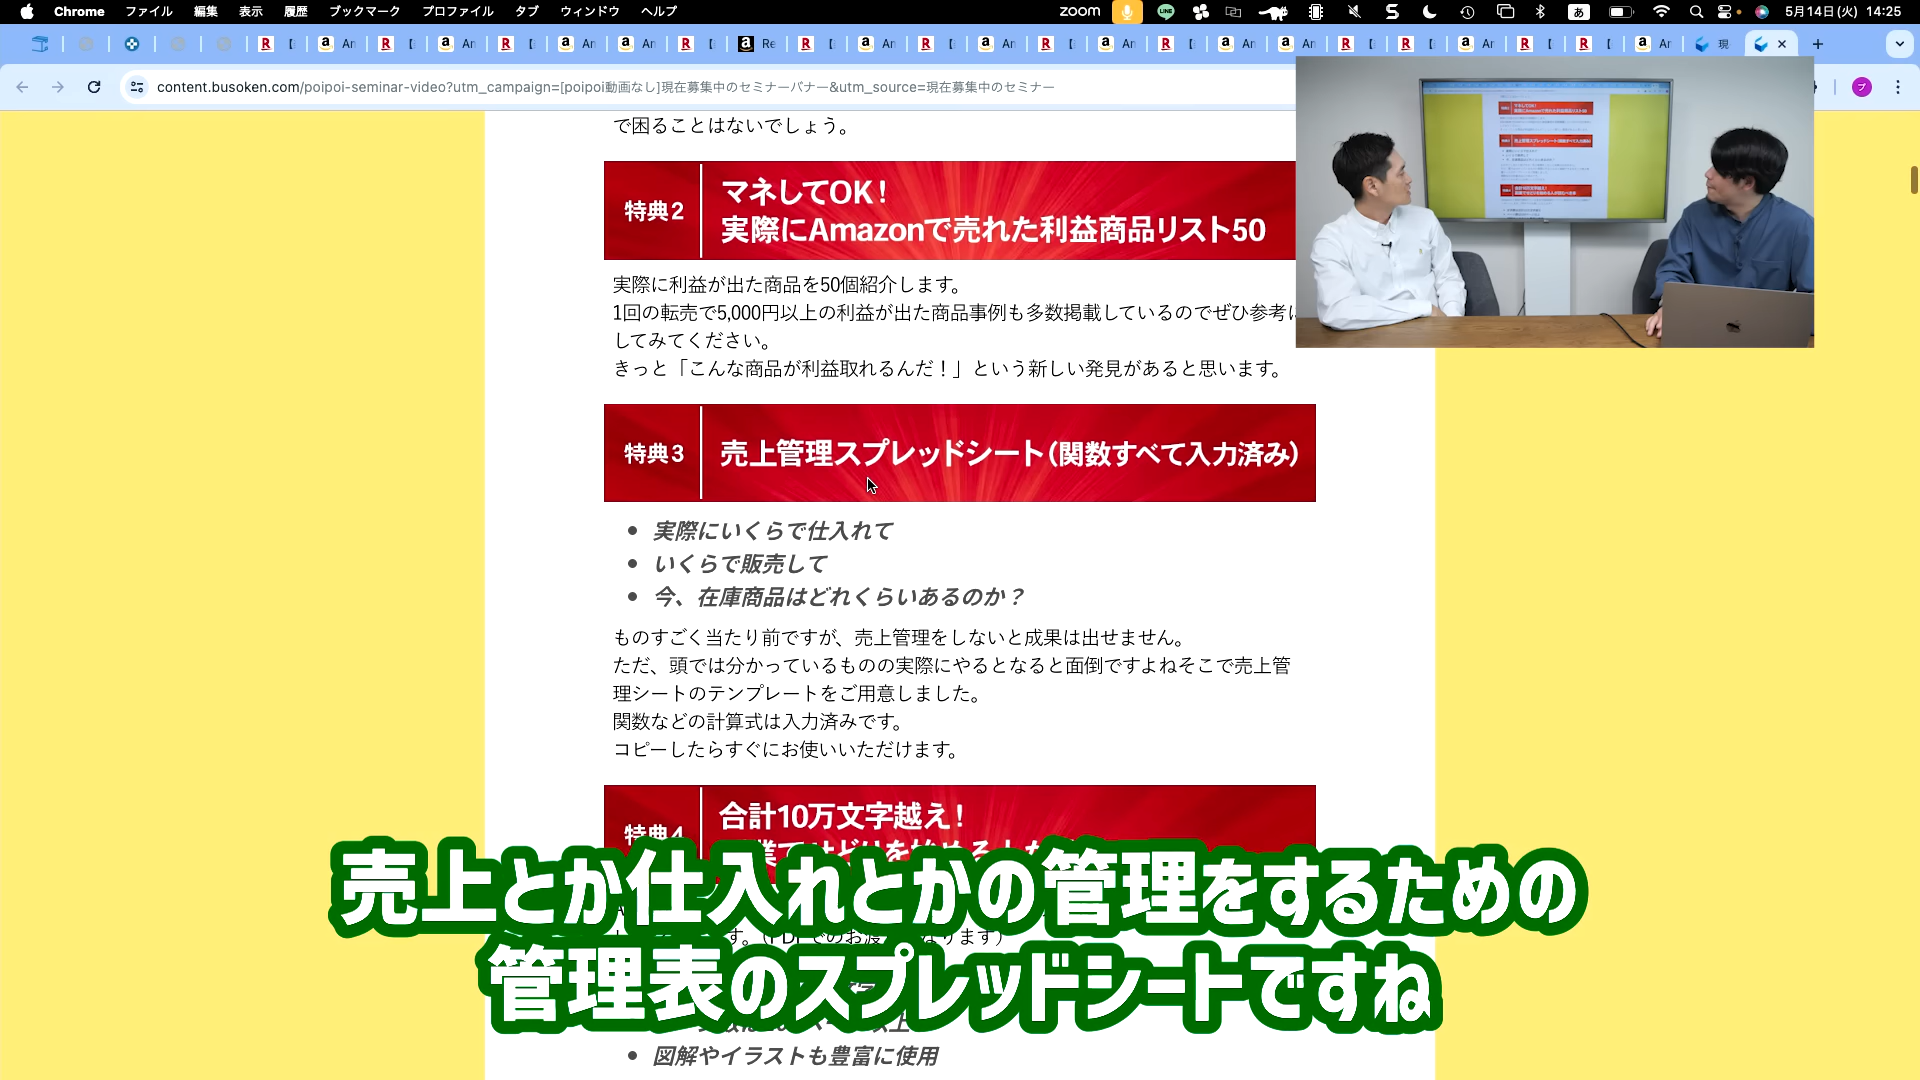 Chrome ファイル 編集 表示 履歴 ブックマーク プロファイル タブ ウィンドウ ヘルプ zoom LINE あ 5月14日(火) 14:25
content.busoken.com/poipoi-seminar-video?utm_campaign=[poipoi動画なし]現在募集中のセミナーバナー&utm_source=現在募集中のセミナー
で困ることはないでしょう。
特典2
マネしてOK!
実際にAmazonで売れた利益商品リスト50
実際に利益が出た商品を50個紹介します。
1回の転売で5,000円以上の利益が出た商品事例も多数掲載しているのでぜひ参考に
してみてください。
きっと「こんな商品が利益取れるんだ！」という新しい発見があると思います。
特典3
売上管理スプレッドシート(関数すべて入力済み)
• 実際にいくらで仕入れて
• いくらで販売して
• 今、在庫商品はどれくらいあるのか？
ものすごく当たり前ですが、売上管理をしないと成果は出せません。
ただ、頭では分かっているものの実際にやるとなると面倒ですよねそこで売上管
理シートのテンプレートをご用意しました。
関数などの計算式は入力済みです。
コピーしたらすぐにお使いいただけます。
特典4
合計10万文字越え!
売上とか仕入れとかの管理をするための
管理表のスプレッドシートですね
• 図解やイラストも豊富に使用